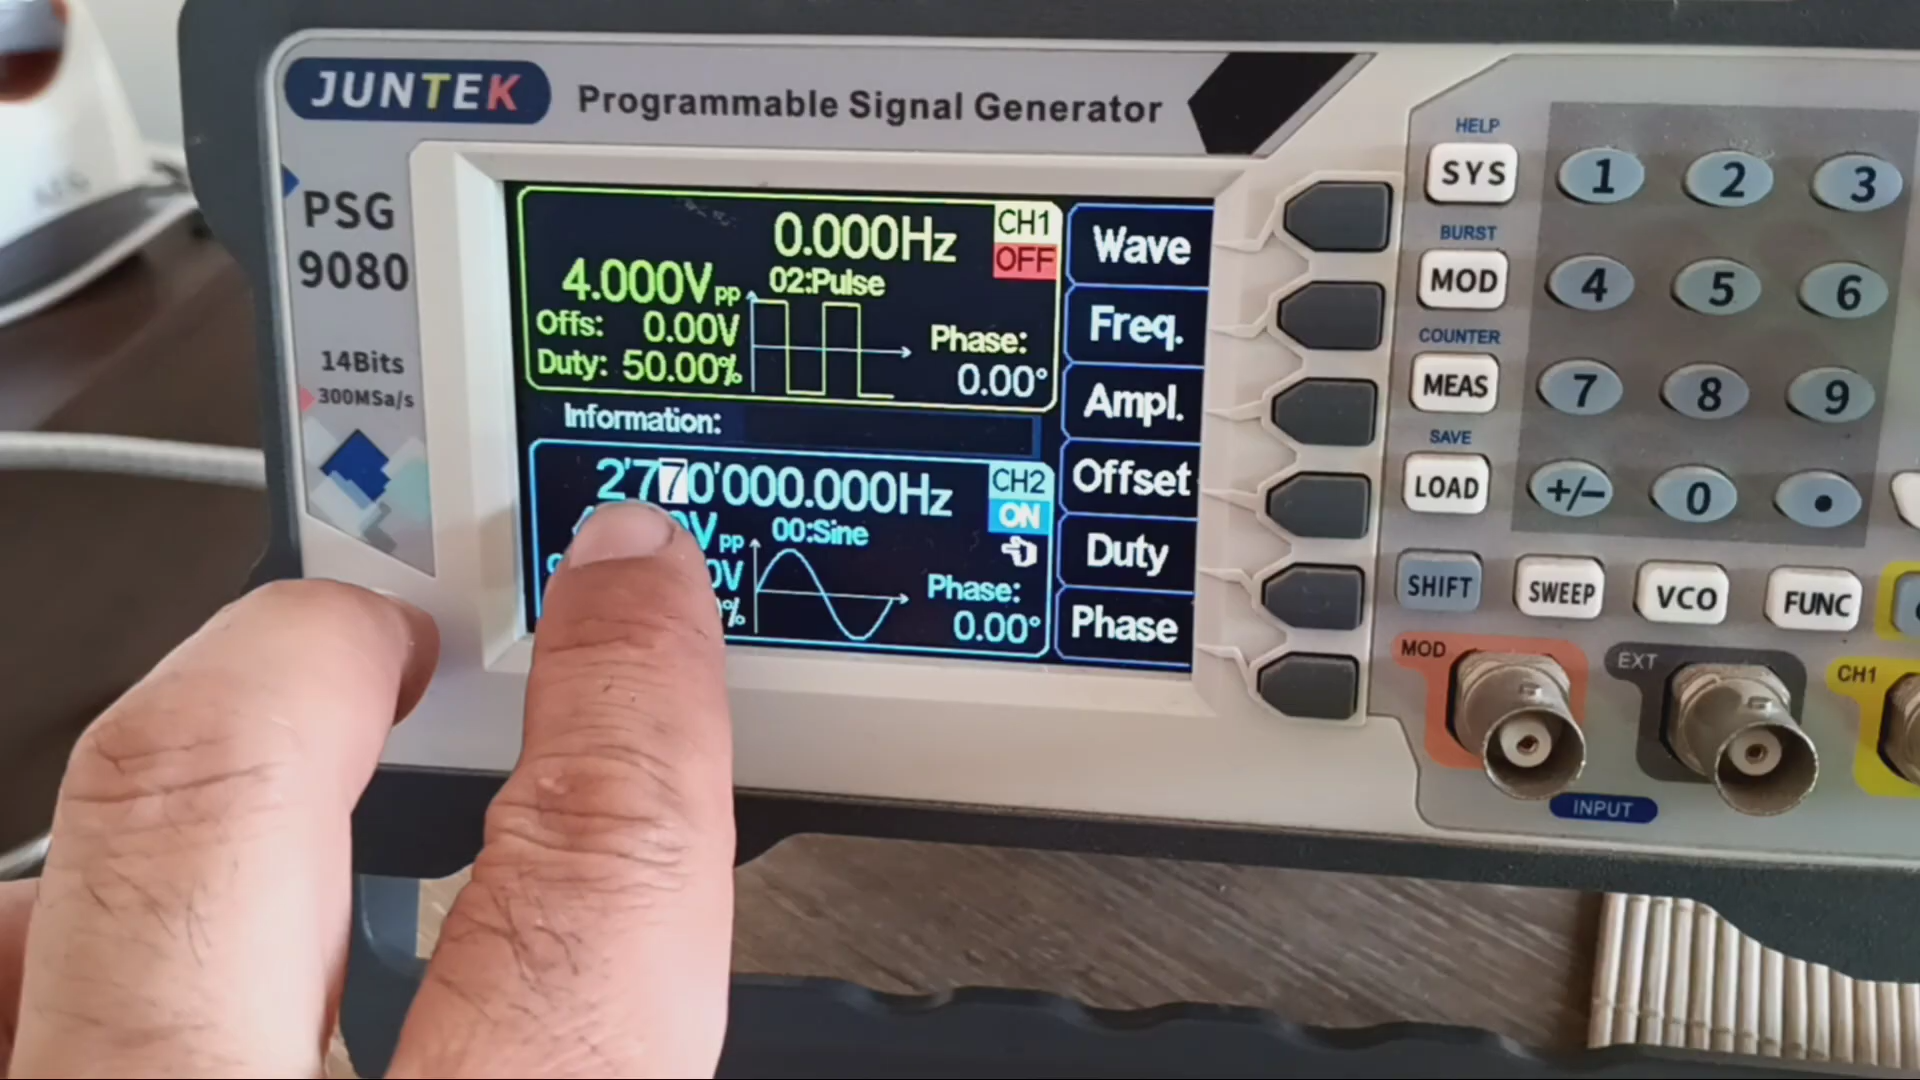 JUNTEK
Programmable Signal Generator
PSG
9080
14Bits
300MSa/s
0.000Hz
CH1
OFF
4.000Vpp
02:Pulse
Offs: 0.00V
Duty: 50.00%
Phase:
0.00°
Information:
2'770'000.000Hz
CH2
ON
Vpp
00:Sine
V
%
Phase:
0.00°
Wave
Freq.
Ampl.
Offset
Duty
Phase
HELP
SYS
BURST
MOD
COUNTER
MEAS
SAVE
LOAD
1 2 3
4 5 6
7 8 9
+/- 0 •
SHIFT SWEEP VCO FUNC
MOD
EXT
CH1
INPUT